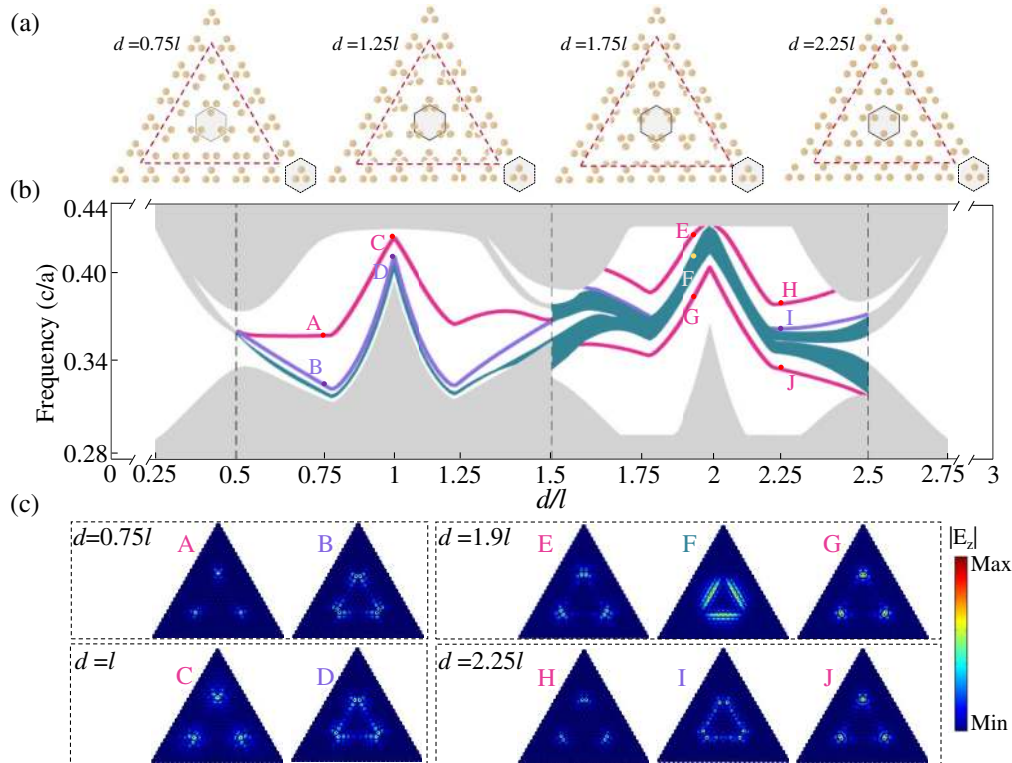 (a)
d =0.75l
d =1.25l
d =1.75l
d =2.25l
(b)
Frequency (c/a)
0.44
0.40
0.34
0.28
A
B
C
D
E
F
G
H
I
J
0
0.25
0.5
0.75
1
1.25
1.5
1.75
2
2.25
2.5
2.75
3
d/l
(c)
d=0.75l
A
B
d =1.9l
E
F
G
|E_z|
Max
d =l
C
D
d =2.25l
H
I
J
Min